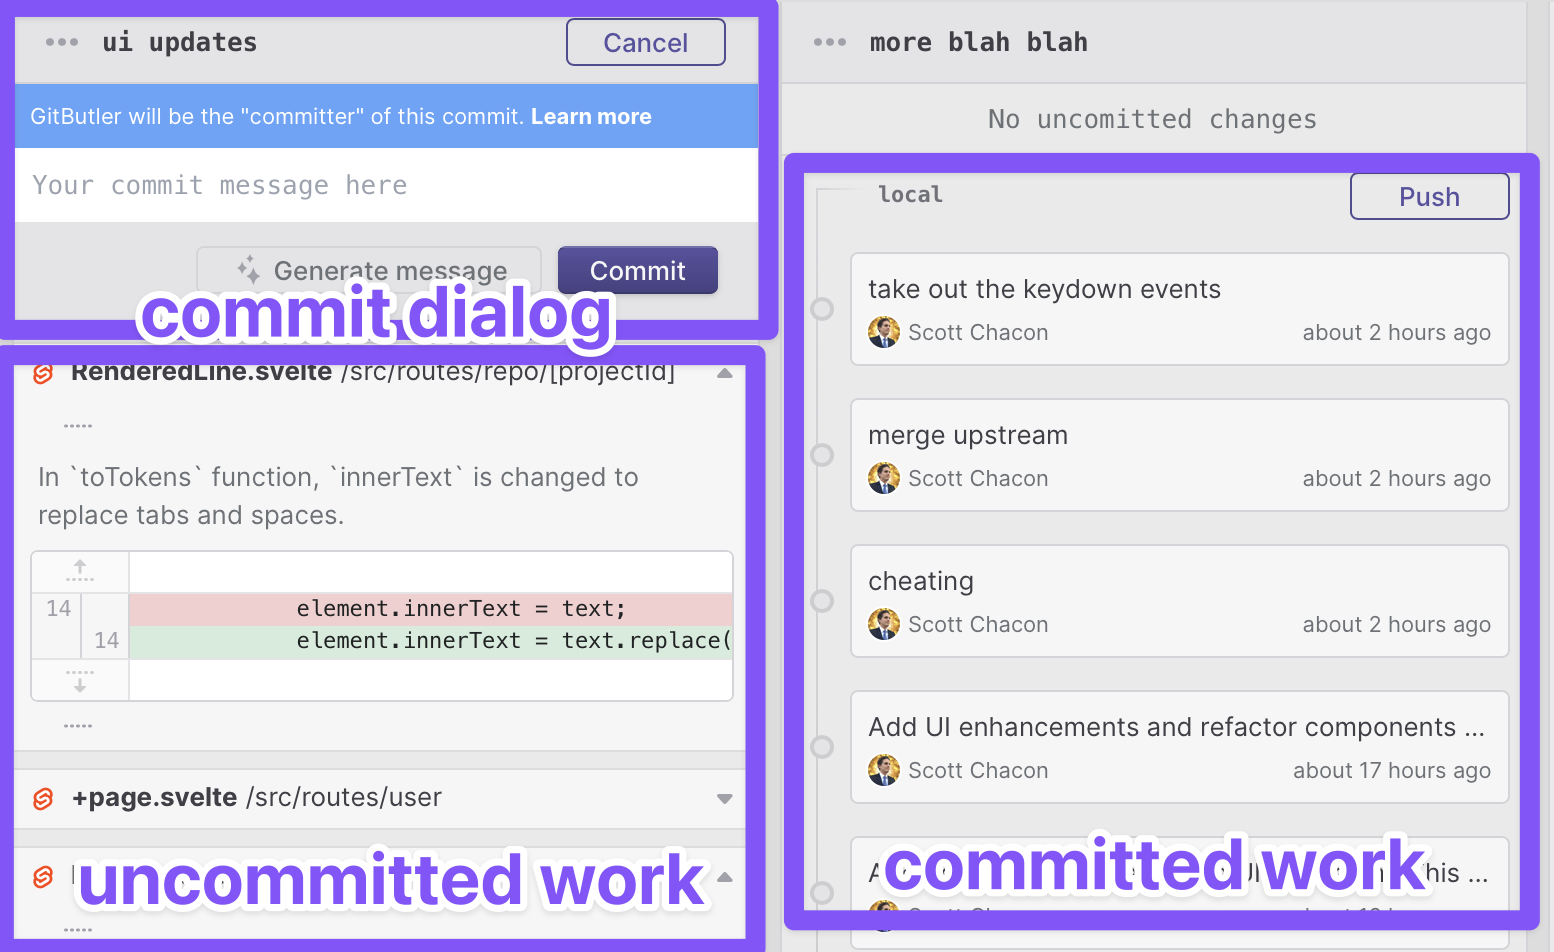 ui updates
Cancel
GitButler will be the "committer" of this commit. Learn more
Your commit message here
Generate message
Commit
commit dialog
RenderedLine.svelte /src/routes/repo/[projectId]
In `toTokens` function, `innerText` is changed to
replace tabs and spaces.
14 element.innerText = text;
14 element.innerText = text.replace(
+page.svelte /src/routes/user
uncommitted work
more blah blah
No uncomitted changes
local
Push
take out the keydown events
Scott Chacon about 2 hours ago
merge upstream
Scott Chacon about 2 hours ago
cheating
Scott Chacon about 2 hours ago
Add UI enhancements and refactor components ...
Scott Chacon about 17 hours ago
committed work